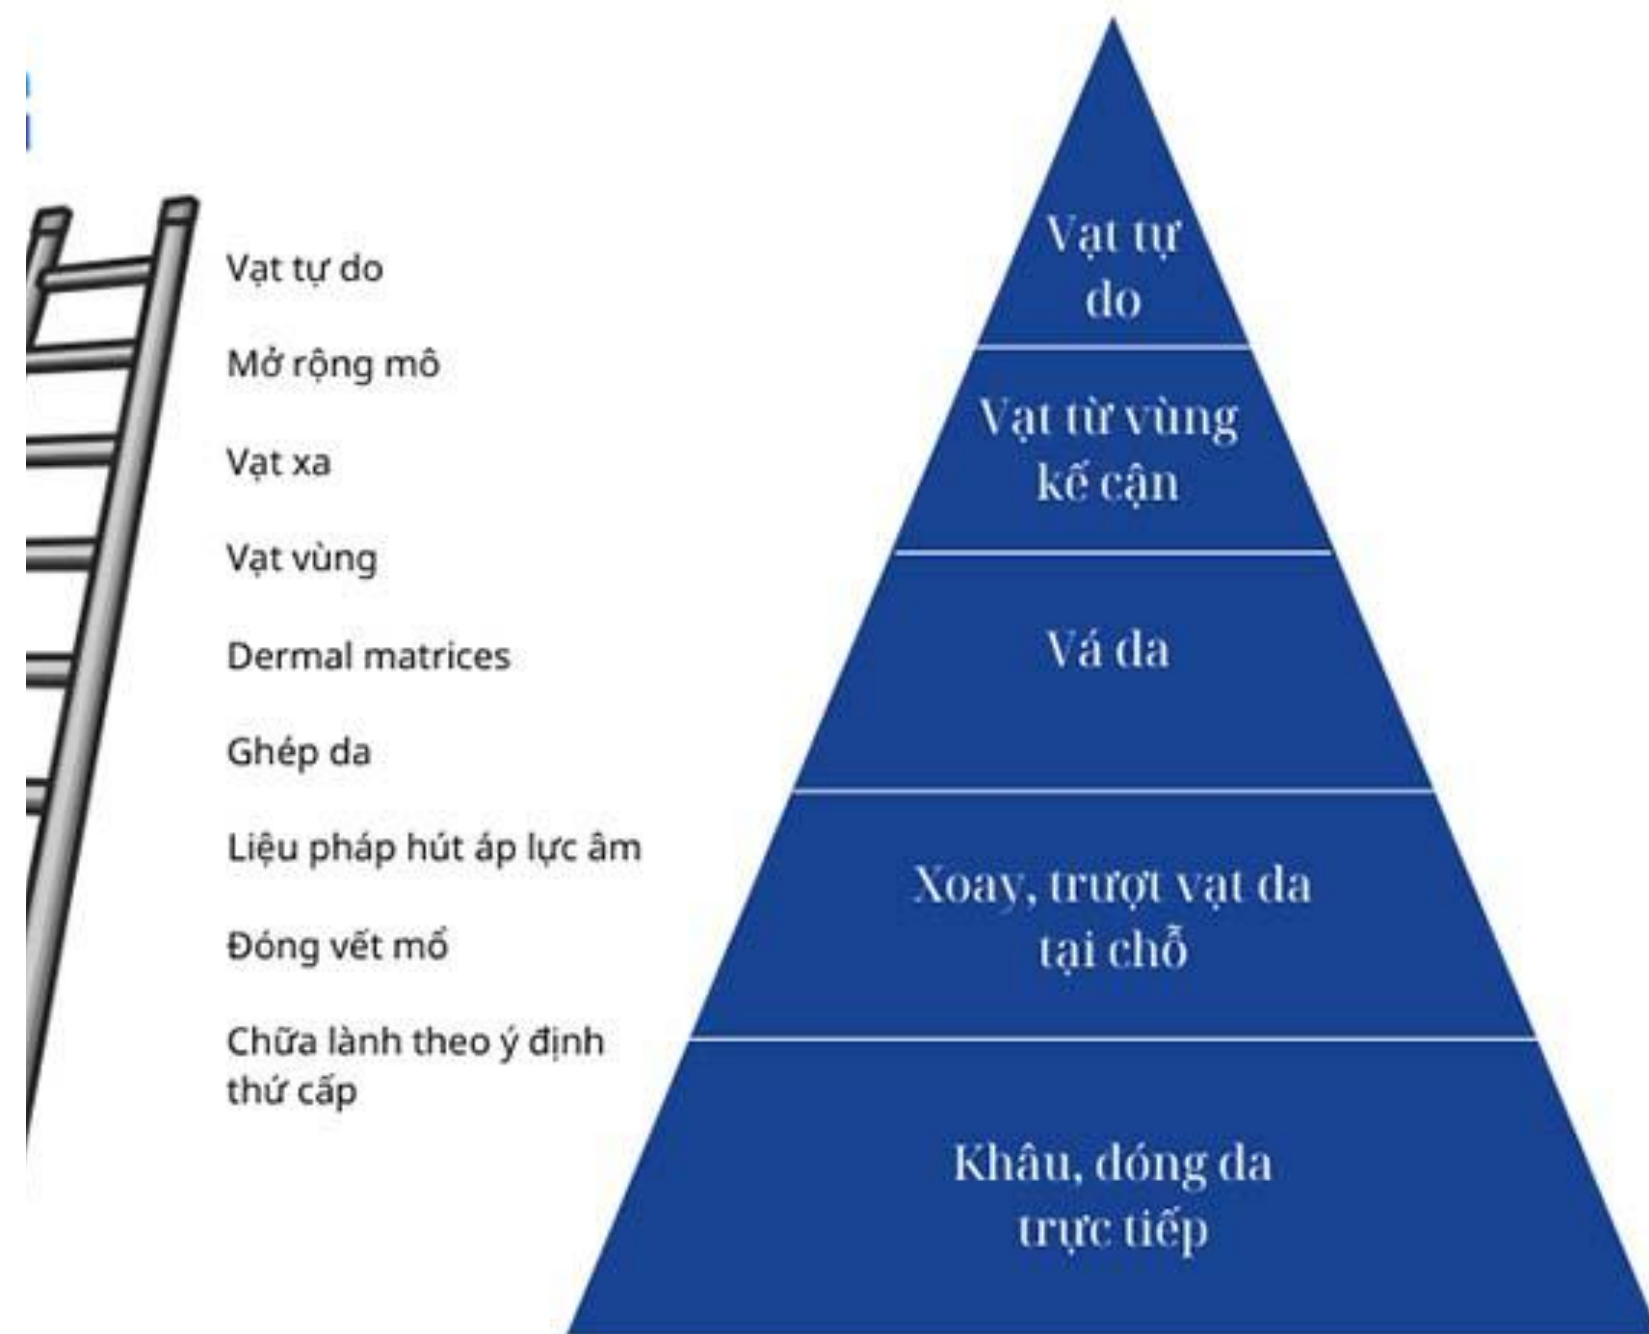 Vạt tự do
Mở rộng mô
Vạt xa
Vạt vùng
Dermal matrices
Ghép da
Liệu pháp hút áp lực âm
Đóng vết mổ
Chữa lành theo ý định
thứ cấp
Vạt tự
do
Vạt từ vùng
kế cận
Vá da
Xoay, trượt vạt da
tại chỗ
Khâu, đóng da
trực tiếp